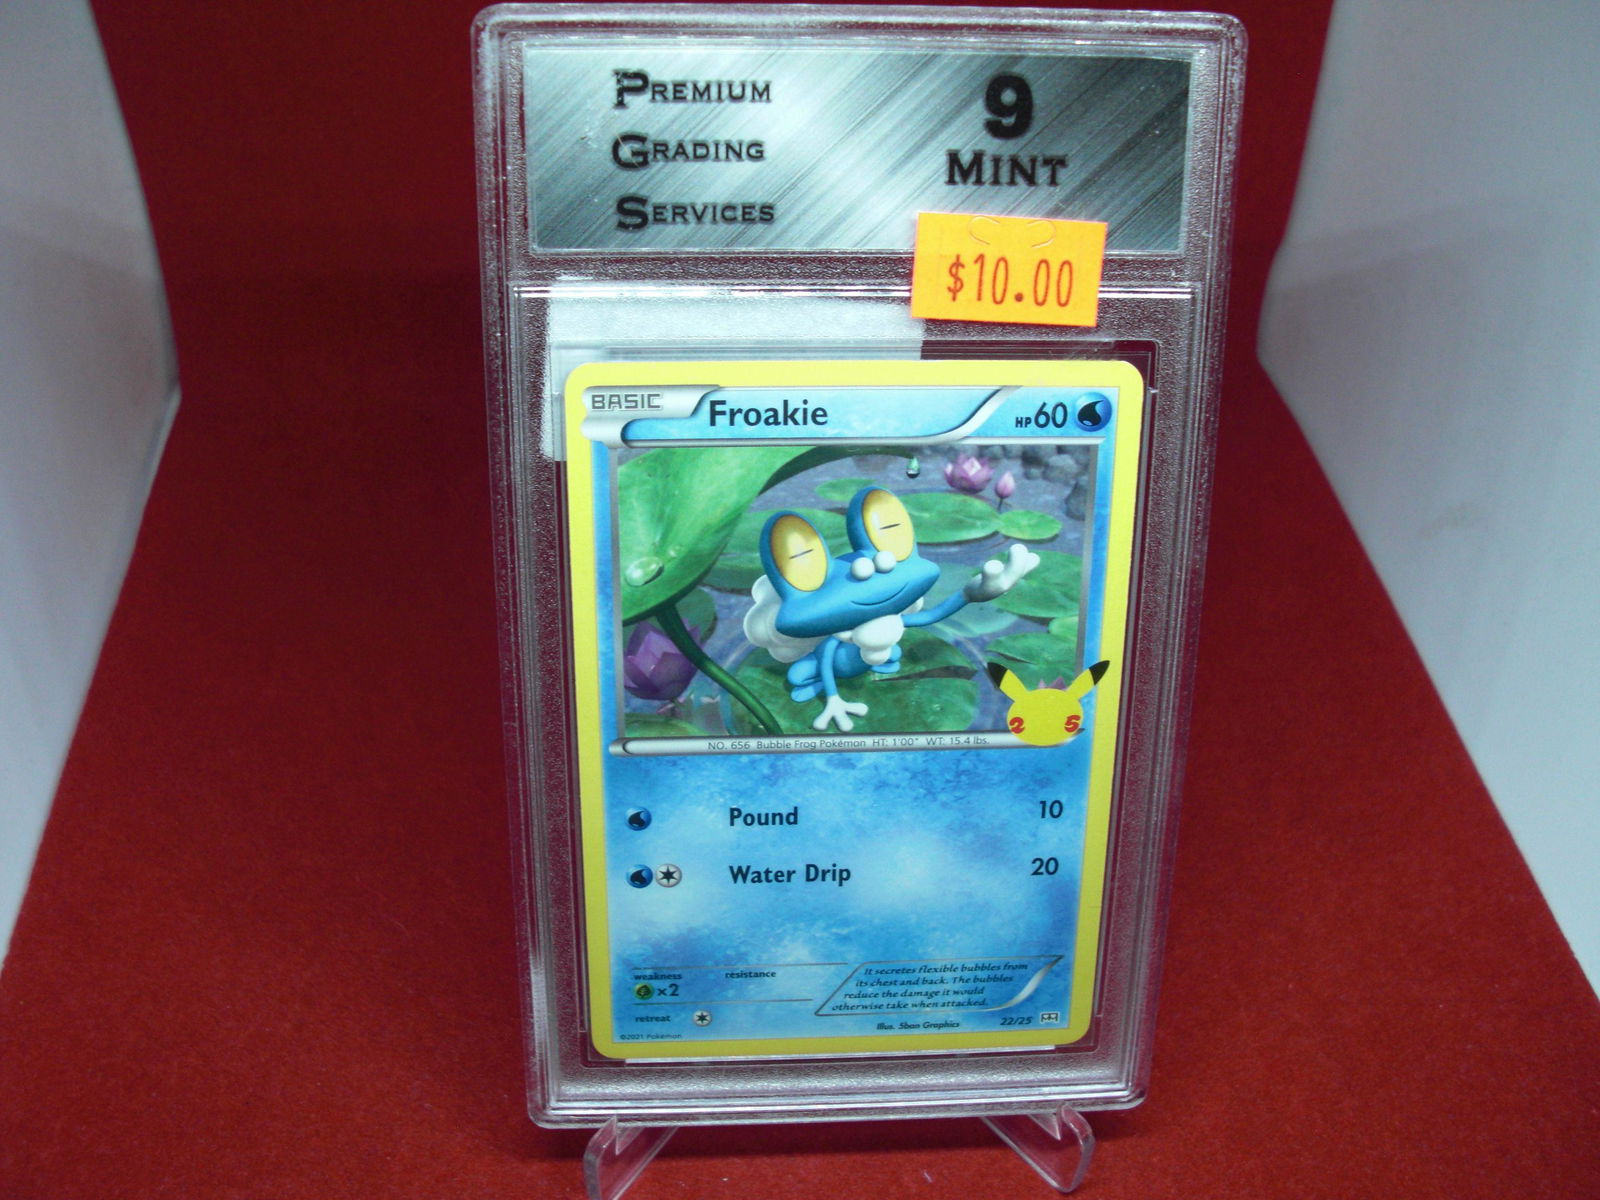 PREMIUM
GRADING
SERVICES
9
MINT
$10.00
BASIC
Froakie
HP60
25
NO. 656 Bubble Frog Pokémon HT: 1'00" WT: 15.4 lbs.
Pound 10
Water Drip 20
weakness resistance
×2
retreat
It secretes flexible bubbles from
its chest and back. The bubbles
reduce the damage it would
otherwise take when attacked.
Illus. 5ban Graphics 22/25
©2021 Pokémon